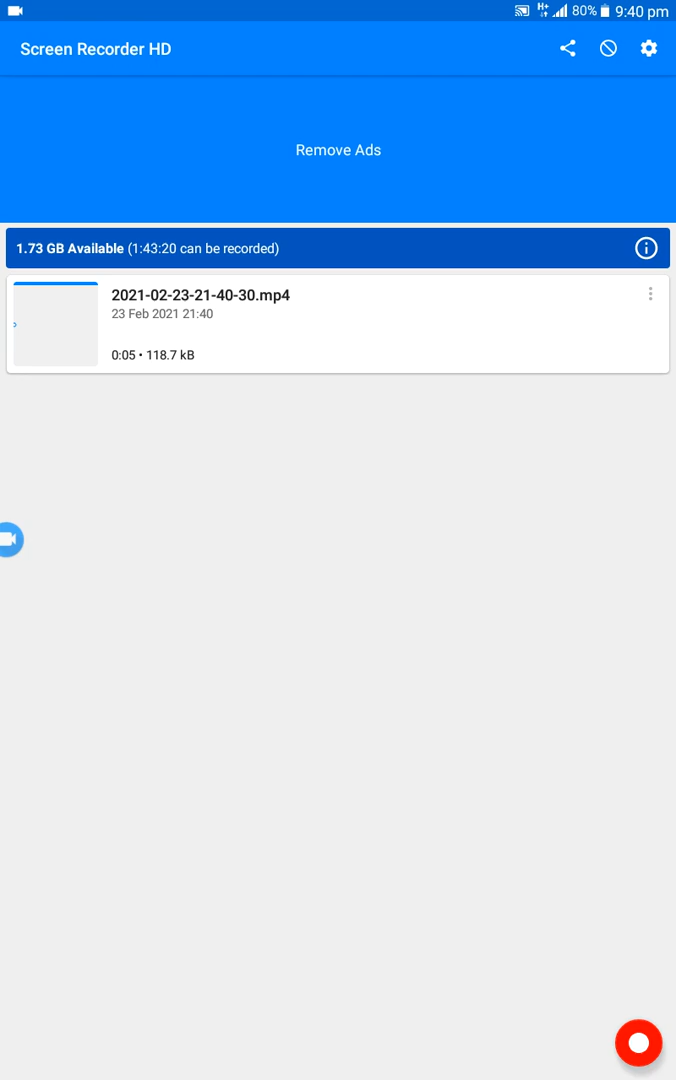 H+ 80% 9:40 pm
Screen Recorder HD
Remove Ads
1.73 GB Available (1:43:20 can be recorded)
2021-02-23-21-40-30.mp4
23 Feb 2021 21:40
0:05 • 118.7 kB